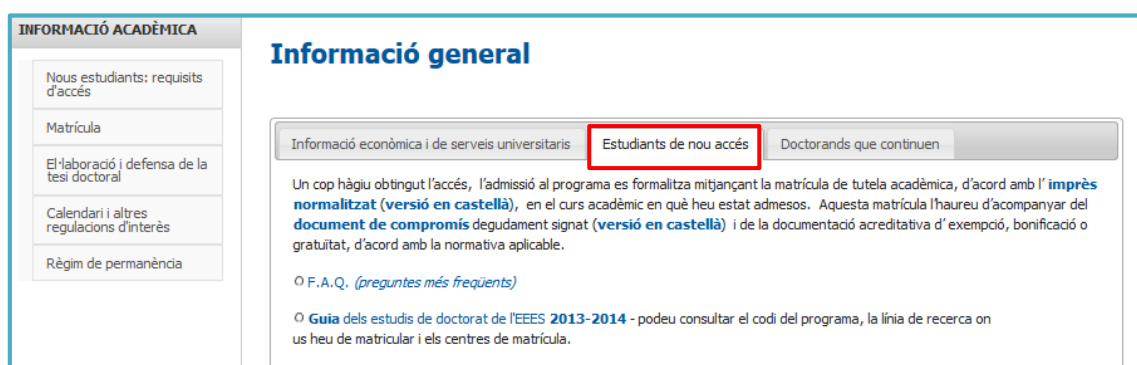 INFORMACIÓ ACADÈMICA
Nous estudiants: requisits
d'accés
Matrícula
El·laboració i defensa de la
tesi doctoral
Calendari i altres
regulacions d'interès
Règim de permanència
Informació general
Informació econòmica i de serveis universitaris
Estudiants de nou accés
Doctorands que continuen
Un cop hàgiu obtingut l’accés, l’admissió al programa es formalitza mitjançant la matrícula de tutela acadèmica, d’acord amb l’ imprès
normalitzat (versió en castellà), en el curs acadèmic en què heu estat admesos. Aquesta matrícula l’haureu d’acompanyar del
document de compromís degudament signat (versió en castellà) i de la documentació acreditativa d’ exempció, bonificació o
gratuïtat, d’acord amb la normativa aplicable.
F.A.Q. (preguntes més freqüents)
Guia dels estudis de doctorat de l'EEES 2013-2014 - podeu consultar el codi del programa, la línia de recerca on
us heu de matricular i els centres de matrícula.